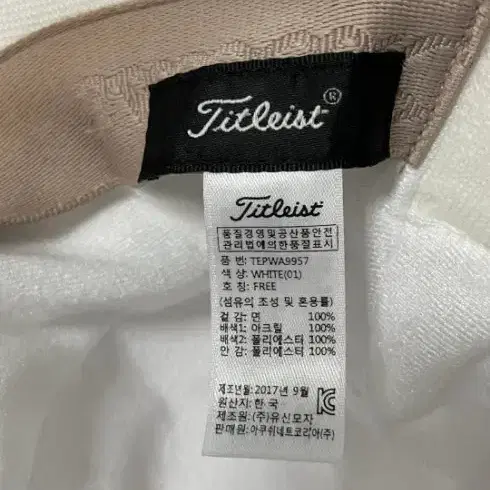 Titleist®
Titleist
품질경영및공산품안전
관리법에의한품질표시
품 번: TEPWA9957
색 상: WHITE(01)
호 칭: FREE
(섬유의 조성 및 혼용률)
겉 감: 면 100%
배색1: 아크릴 100%
배색2: 폴리에스타 100%
안 감: 폴리에스타 100%
제조년월: 2017년 9월
원산지: 한 국
제조원: (주)유신모자
판매원: 아쿠쉬네트코리아(주)